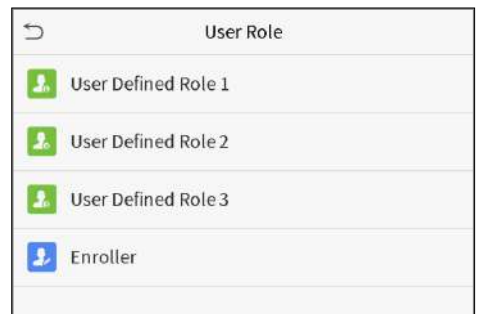 User Role
User Defined Role 1
User Defined Role 2
User Defined Role 3
Enroller